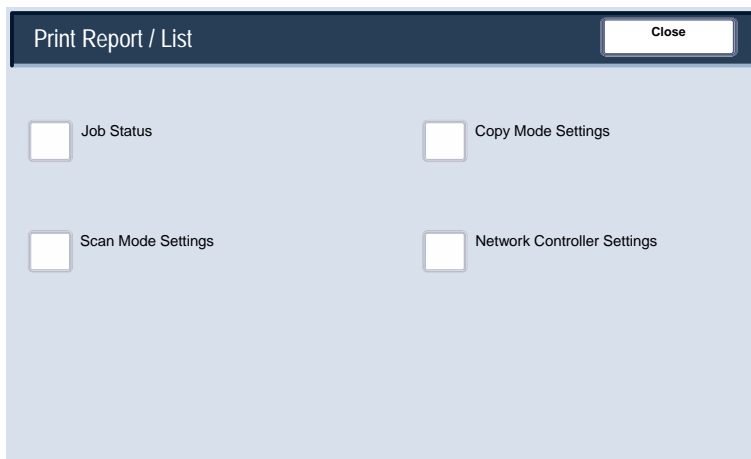 Print Report / List
Close
Job Status
Copy Mode Settings
Scan Mode Settings
Network Controller Settings